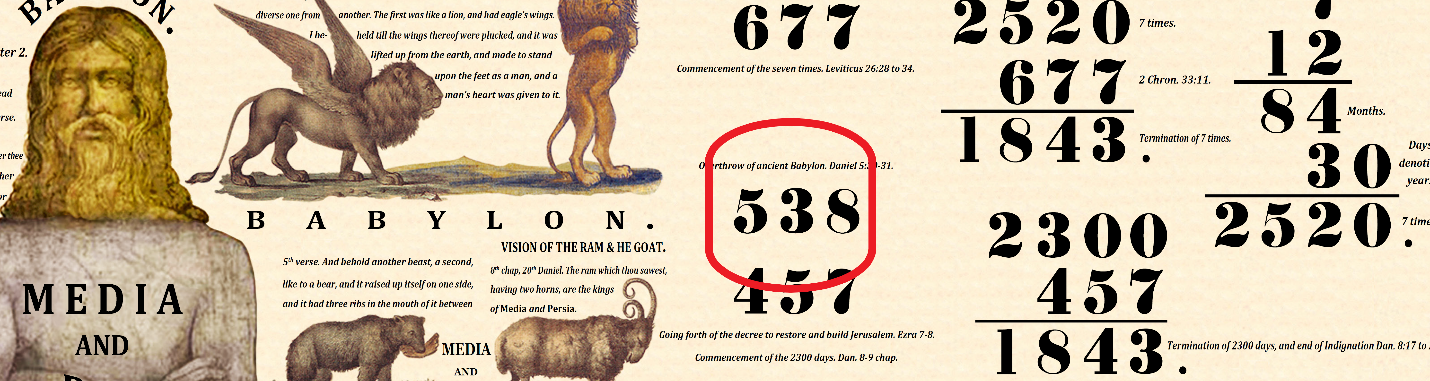 BABYLON.
ter 2.
diverse one from another. The first was like a lion, and had eagle's wings.
I be- held till the wings thereof were plucked, and it was
lifted up from the earth, and made to stand
upon the feet as a man, and a
man's heart was given to it.
BABYLON.
MEDIA
AND
5th verse. And behold another beast, a second,
like to a bear, and it raised up itself on one side,
and it had three ribs in the mouth of it between
VISION OF THE RAM & HE GOAT.
8th chap. 20th Daniel. The ram which thou sawest,
having two horns, are the kings
of Media and Persia.
MEDIA
AND
677
Commencement of the seven times. Leviticus 26:28 to 34.
Overthrow of ancient Babylon. Daniel 5:
-31.
538
457
Going forth of the decree to restore and build Jerusalem. Ezra 7-8.
Commencement of the 2300 days. Dan. 8-9 chap.
2520 7 times.
677 2 Chron. 33:11.
1843. Termination of 7 times.
2300
457
1843. Termination of 2300 days, and end of Indignation Dan. 8:17 to
7
12
84 Months.
30 Days
denoti
year
2520. 7 time